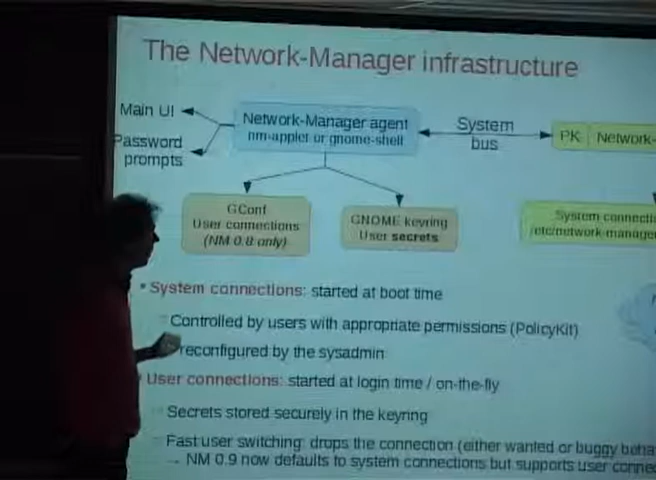 The Network-Manager infrastructure
Main UI
Network-Manager agent
nm-applet or gnome-shell
System
bus
PK
Network-
Password
prompts
GConf
User connections
(NM 0.8 only)
GNOME keyring
User secrets
System connecti
/etc/network-manager
• System connections: started at boot time
Controlled by users with appropriate permissions (PolicyKit)
reconfigured by the sysadmin
User connections: started at login time / on-the-fly
Secrets stored securely in the keyring
Fast user switching: drops the connection (either wanted or buggy beha
→ NM 0.9 now defaults to system connections but supports user connec